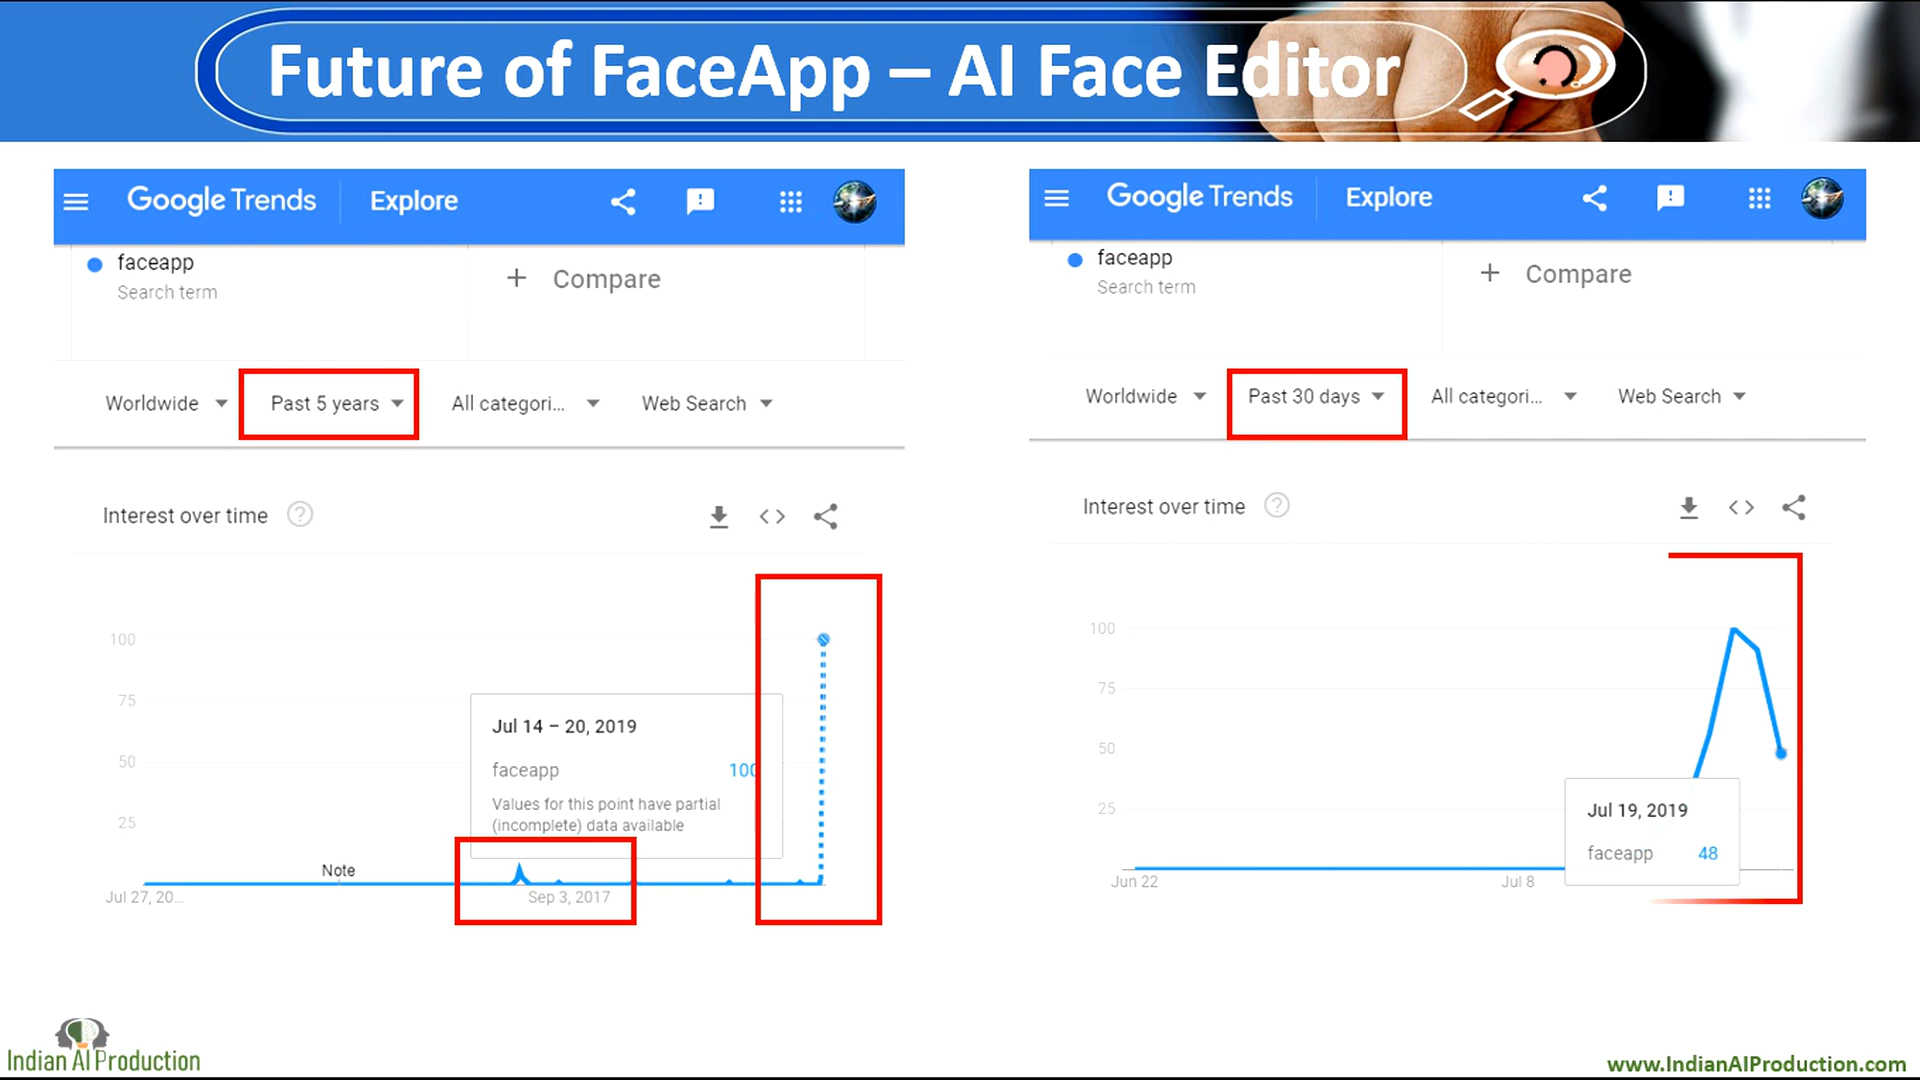 Future of FaceApp – AI Face Editor
Google Trends
Explore
faceapp
Search term
+ Compare
Worldwide
Past 5 years
All categori...
Web Search
Interest over time
100
75
50
25
Jul 14 – 20, 2019
faceapp 100
Values for this point have partial
(incomplete) data available
Note
Jul 27, 20...
Sep 3, 2017
Google Trends
Explore
faceapp
Search term
+ Compare
Worldwide
Past 30 days
All categori...
Web Search
Interest over time
100
75
50
25
Jul 19, 2019
faceapp 48
Jun 22
Jul 8
Indian AI Production
www.IndianAIProduction.com